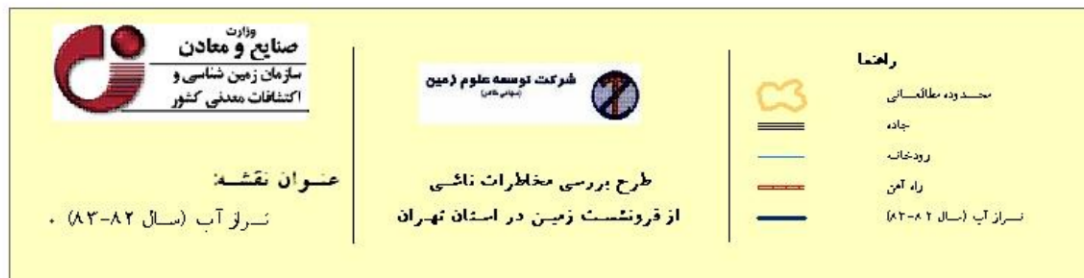 راهنما
محدوده مطالعاتی
جاده
رودخانه
راه آهن
تراز آب (سال ۸۲-۸۳)
شرکت توسعه علوم زمین
(سهامی خاص)
طرح بررسی مخاطرات ناشی
از فرونشست زمین در استان تهران
وزارت
صنایع و معادن
سازمان زمین شناسی و
اکتشافات معدنی کشور
عنوان نقشه:
تراز آب (سال ۸۲-۸۳) .